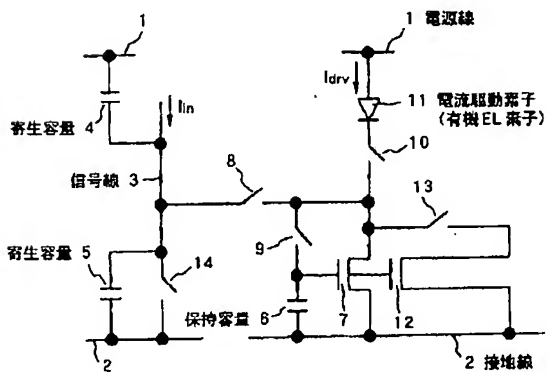 1
1 電源線
Iin
Idrv
寄生容量 4
11 電流駆動素子
(有機EL素子)
10
信号線 3
8
13
9
寄生容量 5
14
保持容量 6
7
12
2
2 接地線